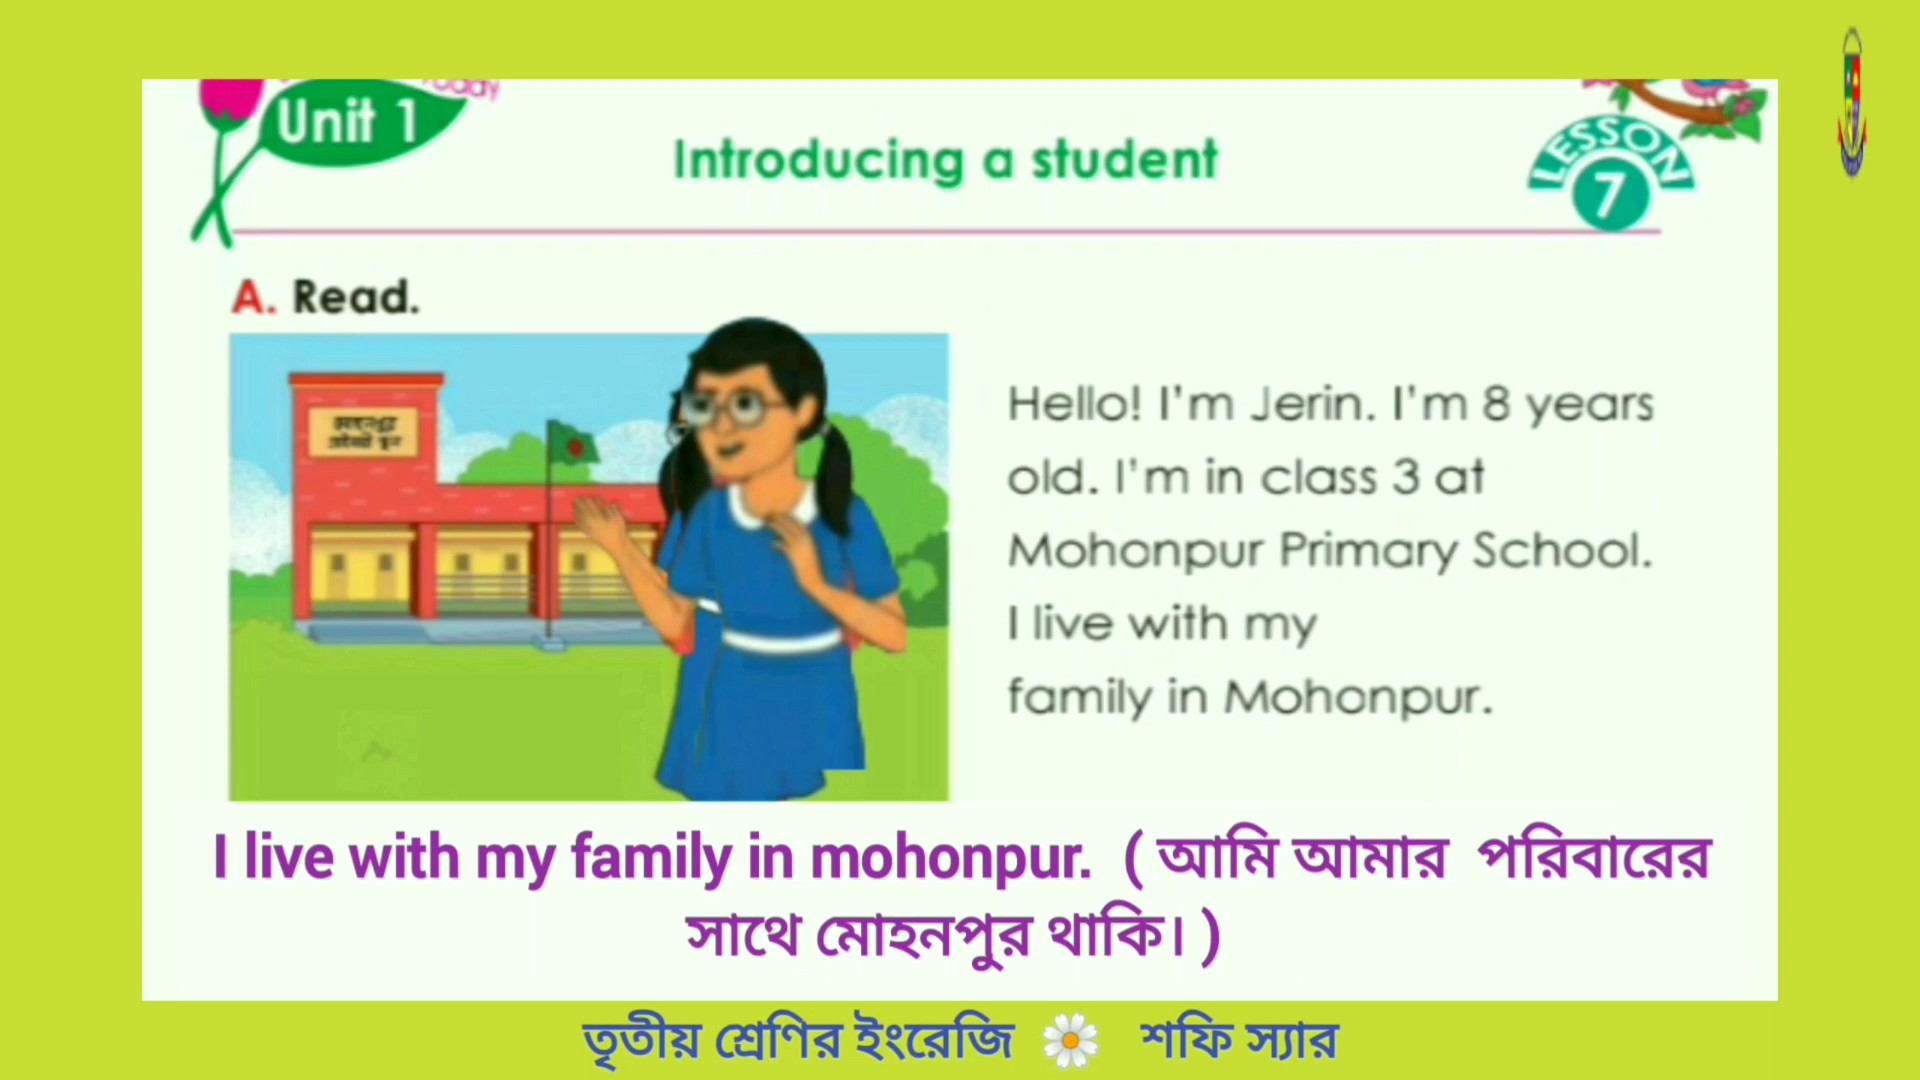 Unit 1
Introducing a student
LESSON
7
A. Read.
Hello! I'm Jerin. I'm 8 years
old. I'm in class 3 at
Mohonpur Primary School.
I live with my
family in Mohonpur.
I live with my family in mohonpur. ( আমি আমার পরিবারের
সাথে মোহনপুর থাকি। )
তৃতীয় শ্রেণির ইংরেজি শফি স্যার